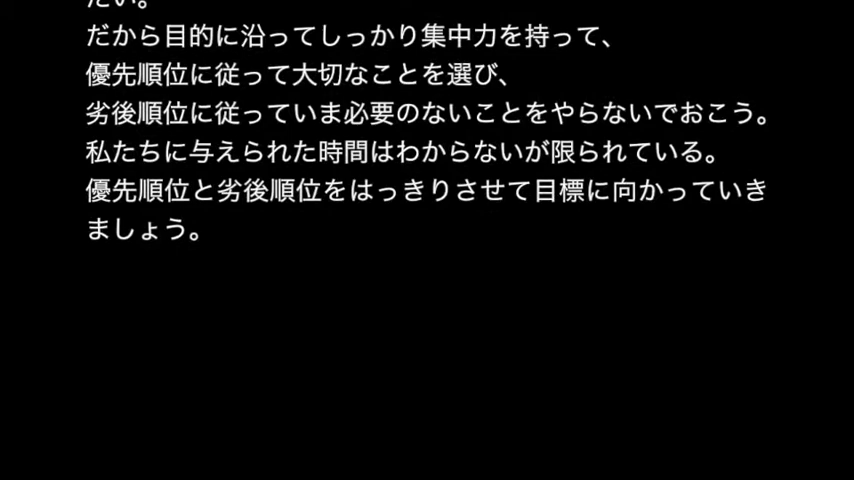 たい。
だから目的に沿ってしっかり集中力を持って、
優先順位に従って大切なことを選び、
劣後順位に従っていま必要のないことをやらないでおこう。
私たちに与えられた時間はわからないが限られている。
優先順位と劣後順位をはっきりさせて目標に向かっていき
ましょう。